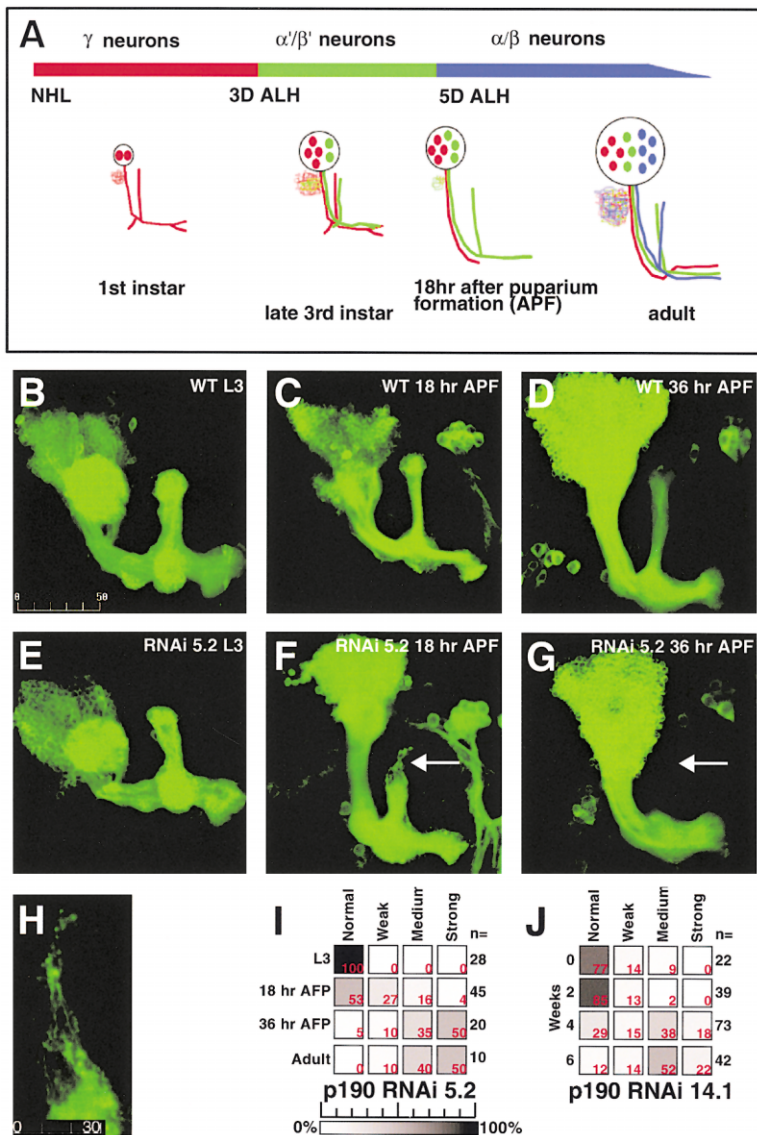 A
γ neurons
α'/β' neurons
α/β neurons
NHL
3D ALH
5D ALH
1st instar
late 3rd instar
18hr after puparium
formation (APF)
adult
B
WT L3
0
50
C
WT 18 hr APF
D
WT 36 hr APF
E
RNAi 5.2 L3
F
RNAi 5.2 18 hr APF
G
RNAi 5.2 36 hr APF
H
0
30
I
Normal
Weak
Medium
Strong
n=
L3
100
0
0
0
28
18 hr AFP
53
27
16
4
45
36 hr AFP
5
10
35
50
20
Adult
0
10
40
50
10
p190 RNAi 5.2
0%
100%
J
Normal
Weak
Medium
Strong
n=
Weeks
0
77
14
9
0
22
2
85
13
2
0
39
4
29
15
38
18
73
6
12
14
52
22
42
p190 RNAi 14.1